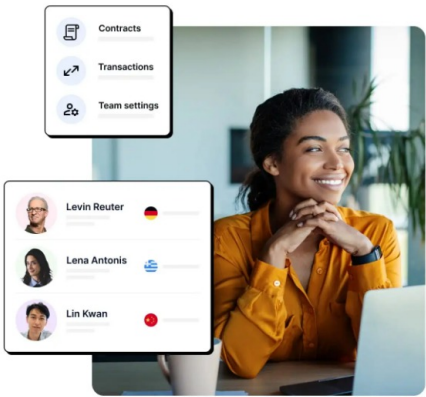 Contracts
Transactions
Team settings
Levin Reuter
Lena Antonis
Lin Kwan